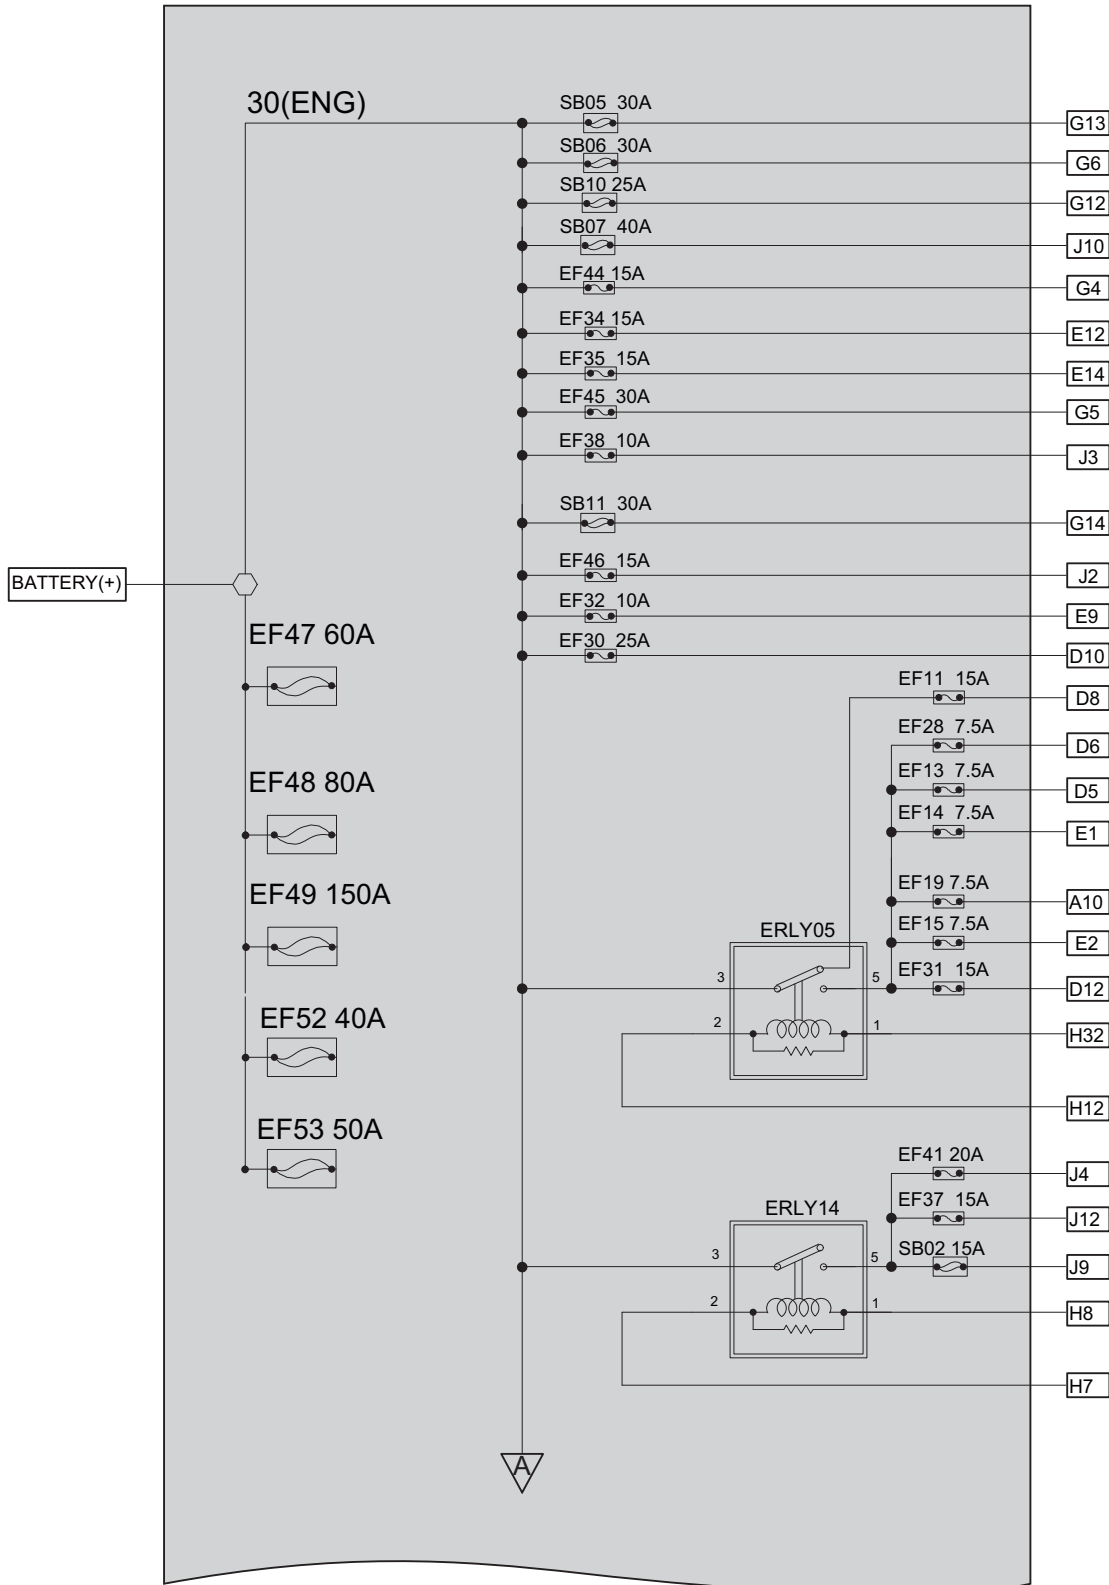 30(ENG)
SB05 30A
G13
SB06 30A
G6
SB10 25A
G12
SB07 40A
J10
EF44 15A
G4
EF34 15A
E12
EF35 15A
E14
EF45 30A
G5
EF38 10A
J3
SB11 30A
G14
BATTERY(+)
EF46 15A
J2
EF32 10A
E9
EF47 60A
EF30 25A
D10
EF11 15A
D8
EF28 7.5A
D6
EF48 80A
EF13 7.5A
D5
EF14 7.5A
E1
EF49 150A
EF19 7.5A
A10
ERLY05
EF15 7.5A
E2
3
5
EF31 15A
D12
EF52 40A
2
1
H32
H12
EF53 50A
EF41 20A
J4
ERLY14
EF37 15A
J12
3
5
SB02 15A
J9
2
1
H8
H7
A